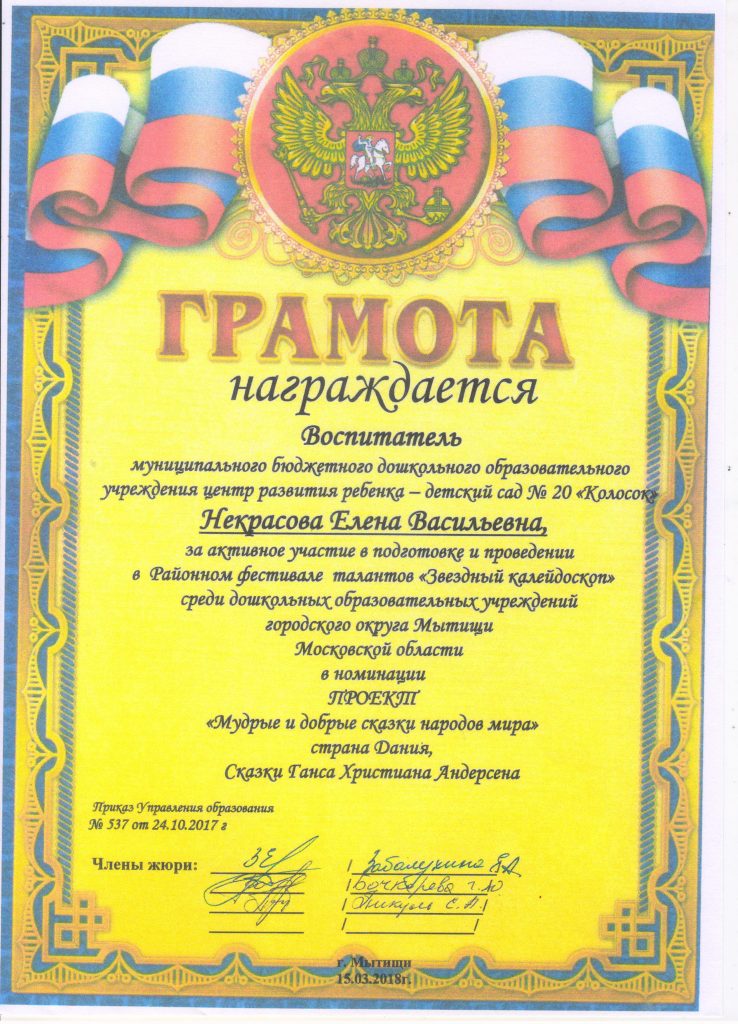 ГРАМОТА
награждается
Воспитатель
муниципального бюджетного дошкольного образовательного
учреждения центр развития ребенка – детский сад № 20 «Колосок»
Некрасова Елена Васильевна,
за активное участие в подготовке и проведении
в Районном фестивале талантов «Звездный калейдоскоп»
среди дошкольных образовательных учреждений
городского округа Мытищи
Московской области
в номинации
ПРОЕКТ
«Мудрые и добрые сказки народов мира»
страна Дания,
Сказки Ганса Христиана Андерсена
Приказ Управления образования
№ 537 от 24.10.2017 г
Члены жюри:
г. Мытищи
15.03.2018г.